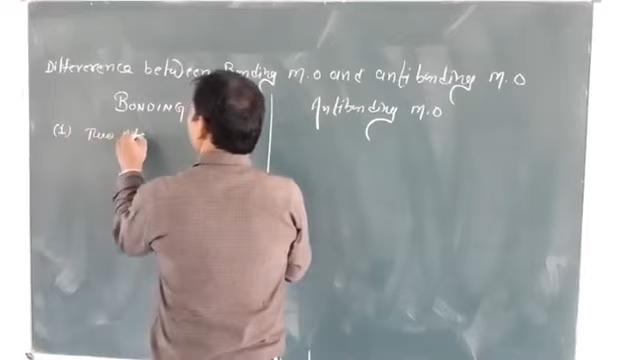 Difference between Bonding M.O and antibonding M.O
BONDING
Antibonding M.O
(1) Two